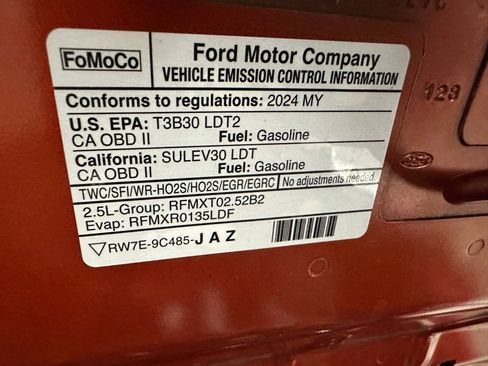 FoMoCo
Ford Motor Company
VEHICLE EMISSION CONTROL INFORMATION
Conforms to regulations: 2024 MY
U.S. EPA: T3B30 LDT2
CA OBD II Fuel: Gasoline
California: SULEV30 LDT
CA OBD II Fuel: Gasoline
TWC/SFI/WR-HO2S/HO2S/EGR/EGRC No adjustments needed.
2.5L-Group: RFMXT02.52B2
Evap: RFMXR0135LDF
RW7E-9C485-JAZ
128